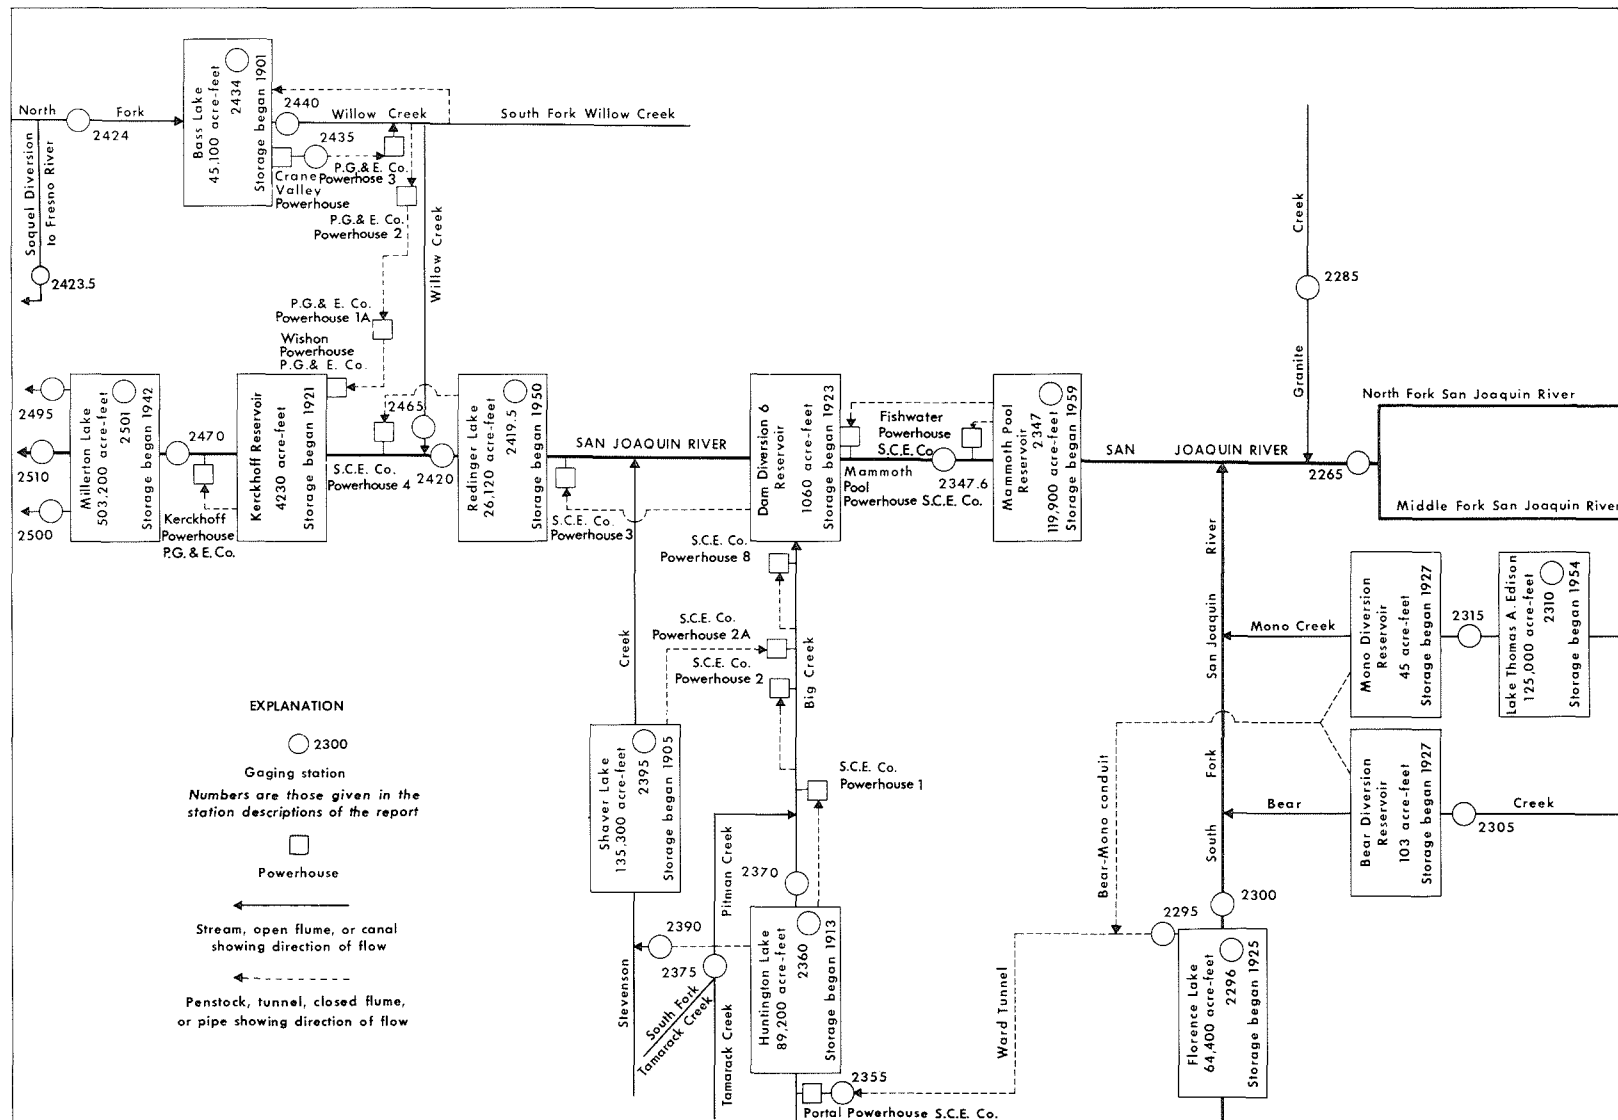 North
Fork
2424
Soquel Diversion
to Fresno River
2423.5
Bass Lake
45,100 acre-feet
2434
Storage began 1901
2440
Willow Creek
South Fork Willow Creek
2435
P.G.& E. Co.
Powerhose 3
Crane
Valley
Powerhouse
P.G.& E. Co.
Powerhouse 2
Willow Creek
P.G.& E. Co.
Powerhouse 1A
Wishon
Powerhouse
P.G.& E. Co.
2495
2510
2500
Millerton Lake
503,200 acre-feet
2501
Storage began 1942
2470
Kerckhoff
Powerhouse
P.G. & E. Co.
Kerckhoff Reservoir
4230 acre-feet
Storage began 1921
2465
S.C.E. Co.
Powerhouse 4
2420
Redinger Lake
26,120 acre-feet
2419.5
Storage began 1950
SAN JOAQUIN RIVER
S.C.E. Co.
Powerhouse 3
Dam Diversion 6
Reservoir
1060 acre-feet
Storage began 1923
Fishwater
Powerhouse
S.C.E. Co.
Mammoth
Pool
Powerhouse S.C.E. Co.
2347.6
Mammoth Pool
Reservoir
2347
119,900 acre-feet
Storage began 1959
SAN JOAQUIN RIVER
Creek
2285
Granite
North Fork San Joaquin River
2265
Middle Fork San Joaquin River
S.C.E. Co.
Powerhouse 8
S.C.E. Co.
Powerhouse 2A
S.C.E. Co.
Powerhouse 2
Big Creek
S.C.E. Co.
Powerhouse 1
Creek
Shaver Lake
135,300 acre-feet
2395
Storage began 1905
Stevenson
2390
Pitman Creek
2375
South Fork
Tamarack Creek
Tamarack Creek
2370
Huntington Lake
89,200 acre-feet
2360
Storage began 1913
2355
Portal Powerhouse S.C.E. Co.
Ward Tunnel
Bear-Mono conduit
2295
2300
Florence Lake
64,400 acre-feet
2296
Storage began 1925
South Fork San Joaquin River
Mono Creek
Mono Diversion
Reservoir
45 acre-feet
Storage began 1927
2315
Lake Thomas A. Edison
125,000 acre-feet
2310
Storage began 1954
Bear
Bear Diversion
Reservoir
103 acre-feet
Storage began 1927
Creek
2305
EXPLANATION
2300
Gaging station
Numbers are those given in the
station descriptions of the report
Powerhouse
Stream, open flume, or canal
showing direction of flow
Penstock, tunnel, closed flume,
or pipe showing direction of flow